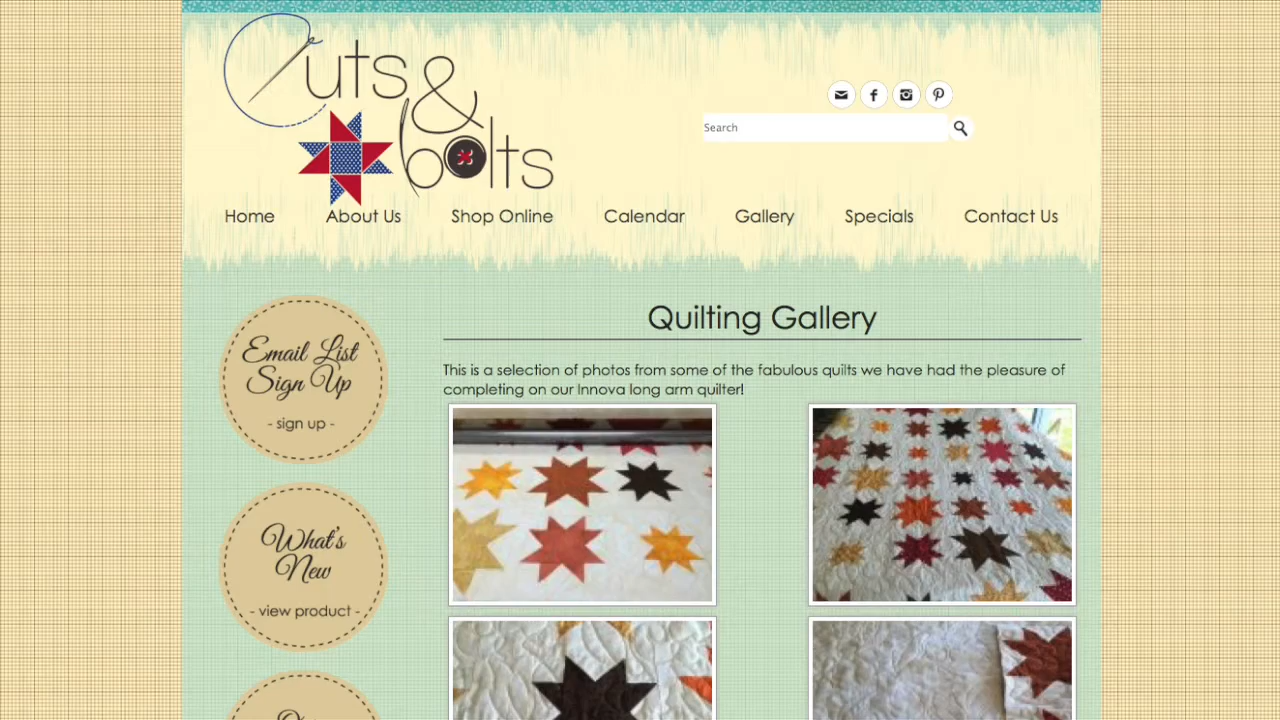 Cuts &
bolts
Search
Home About Us Shop Online Calendar Gallery Specials Contact Us
Email List
Sign Up
- sign up -
What's
New
- view product -
Quilting Gallery
This is a selection of photos from some of the fabulous quilts we have had the pleasure of
completing on our Innova long arm quilter!